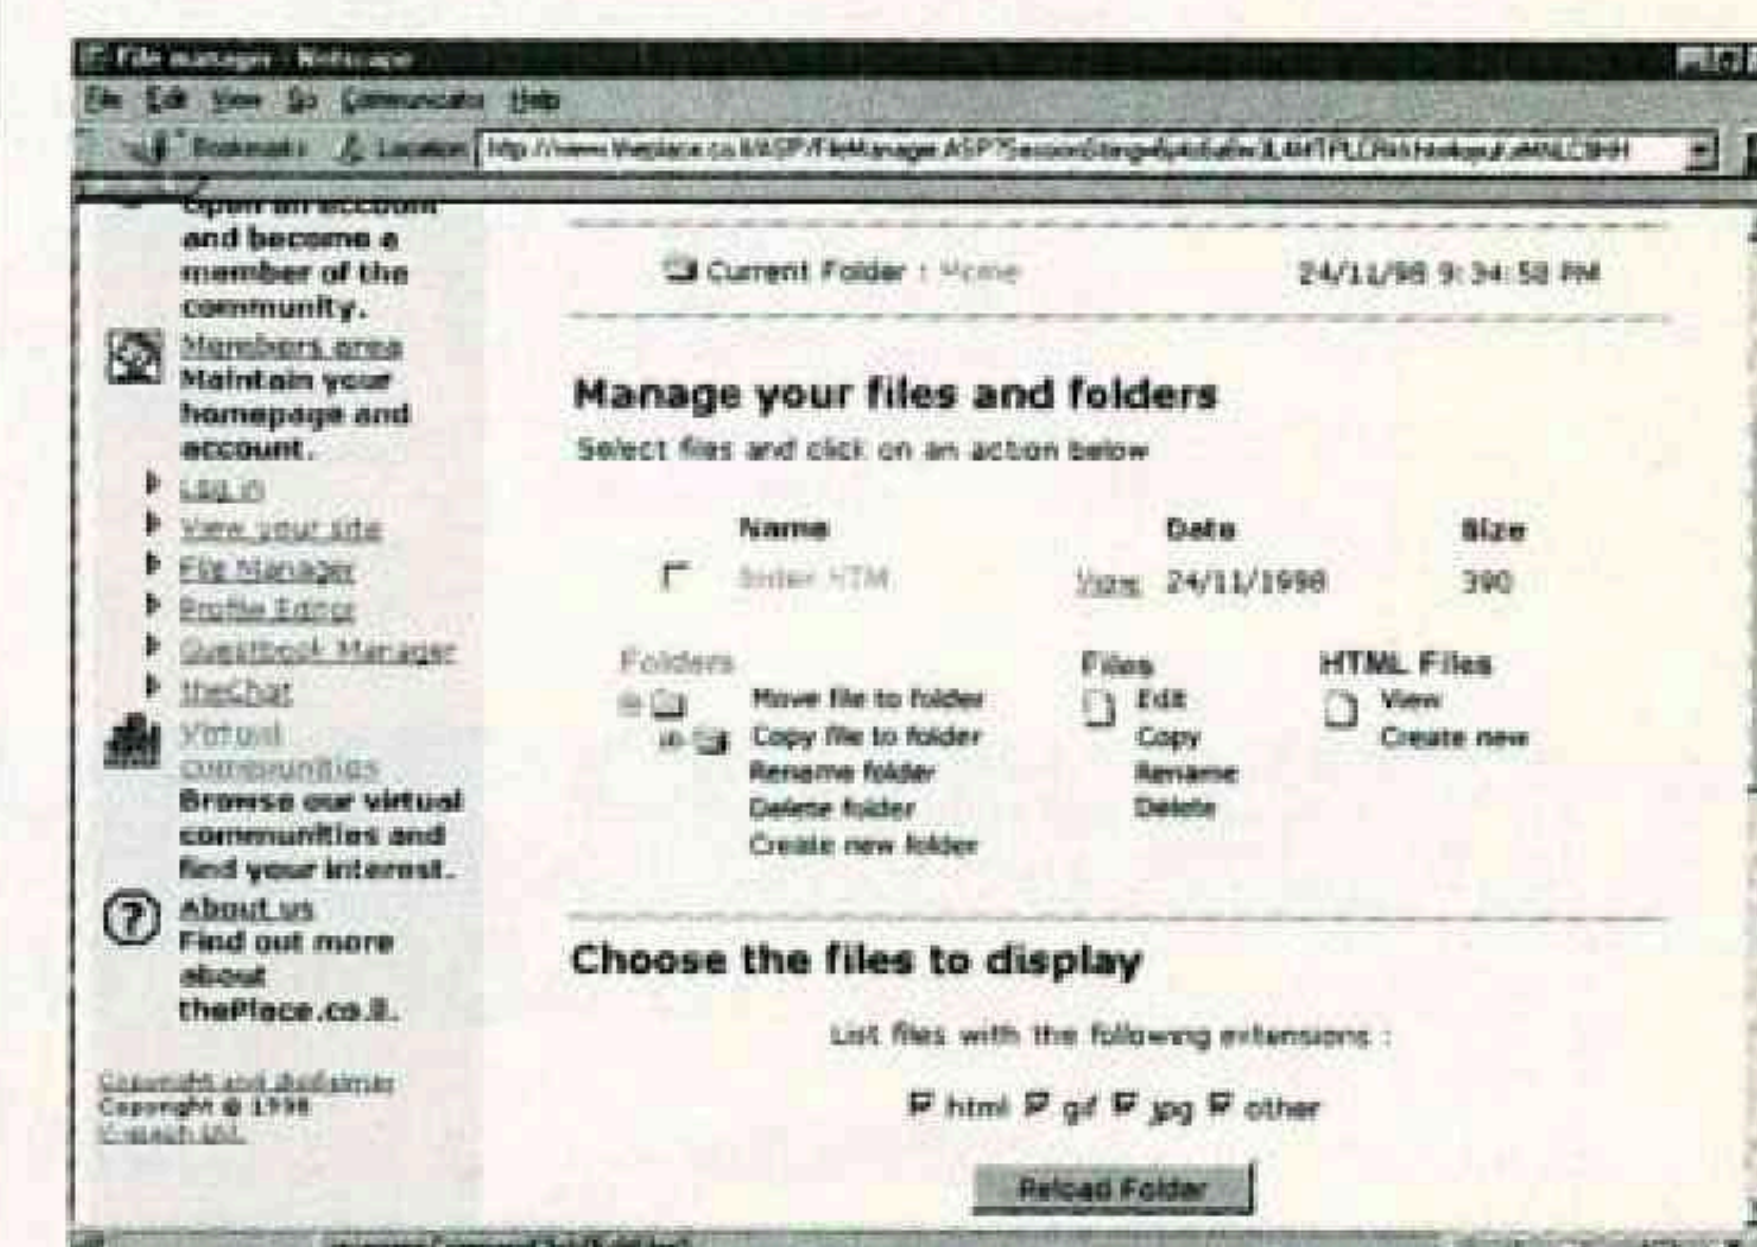 File manager - Netscape
File Edit View Go Communicator Help
Bookmarks Location
Open an account
and become a
member of the
community.
Members area
Maintain your
homepage and
account.
Log in
View your site
File Manager
Profile Editor
Guestbook Manager
theChat
Virtual
communities
Browse our virtual
communities and
find your interest.
About us
Find out more
about
thePlace.co.il.
Copyright and disclaimer
Copyright © 1998
Current Folder : Home 24/11/98 9:34:58 PM
Manage your files and folders
Select files and click on an action below
Name Date Size
View 24/11/1998 390
Folders Files HTML Files
Move file to folder Edit View
Copy file to folder Copy Create new
Rename folder Rename
Delete folder Delete
Create new folder
Choose the files to display
List files with the following extensions :
html gif jpg other
Reload Folder